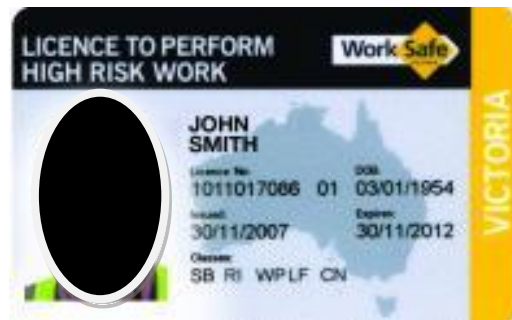 LICENCE TO PERFORM
HIGH RISK WORK
WorkSafe
JOHN
SMITH
Licence No: DOB:
1011017086 01 03/01/1954
Issued: Expires:
30/11/2007 30/11/2012
Classes:
SB RI WPLF CN
VICTORIA